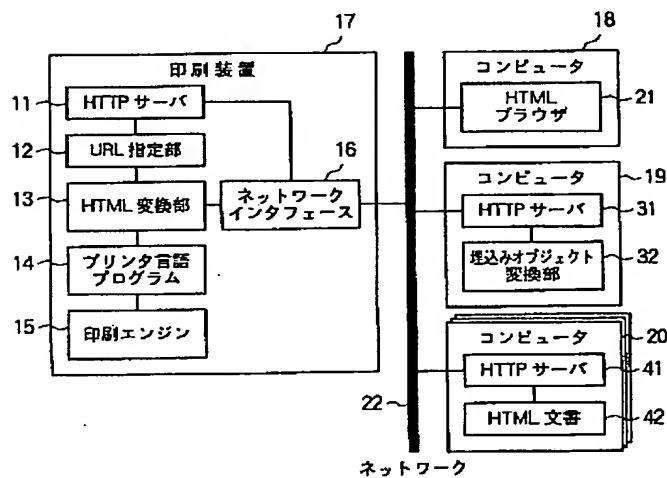 17
印刷装置
11
HTTP サーバ
12
URL 指定部
13
HTML 変換部
14
プリンタ言語
プログラム
15
印刷エンジン
16
ネットワーク
インタフェース
18
コンピュータ
HTML
ブラウザ
21
19
コンピュータ
HTTP サーバ
31
埋込みオブジェクト
変換部
32
20
コンピュータ
HTTP サーバ
41
HTML 文書
42
22
ネットワーク